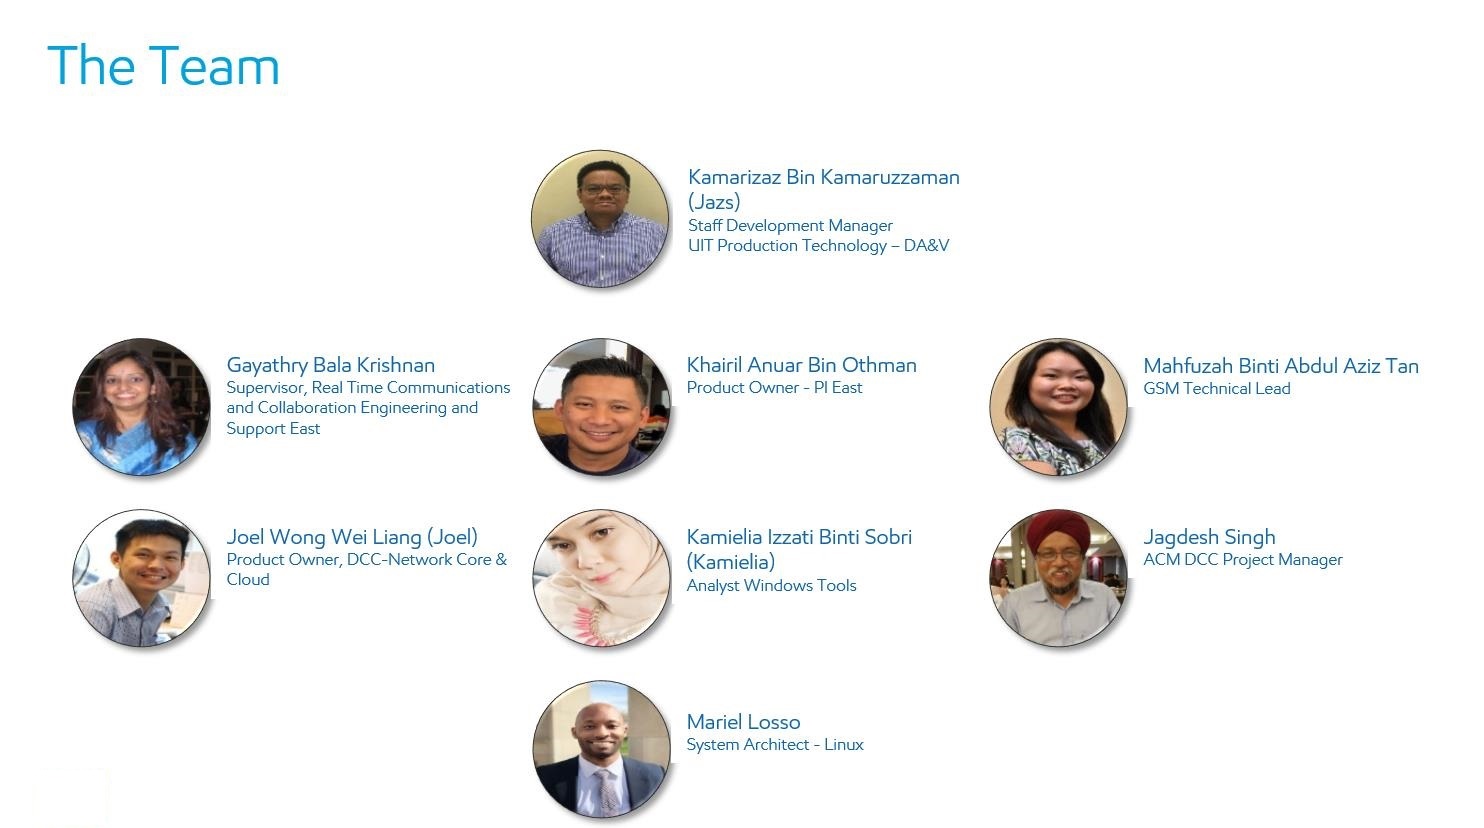 The Team
Kamarizaz Bin Kamaruzzaman
(Jazs)
Staff Development Manager
UIT Production Technology – DA&V
Gayathry Bala Krishnan
Supervisor, Real Time Communications
and Collaboration Engineering and
Support East
Khairil Anuar Bin Othman
Product Owner - PI East
Mahfuzah Binti Abdul Aziz Tan
GSM Technical Lead
Joel Wong Wei Liang (Joel)
Product Owner, DCC-Network Core &
Cloud
Kamielia Izzati Binti Sobri
(Kamielia)
Analyst Windows Tools
Jagdesh Singh
ACM DCC Project Manager
Mariel Losso
System Architect - Linux